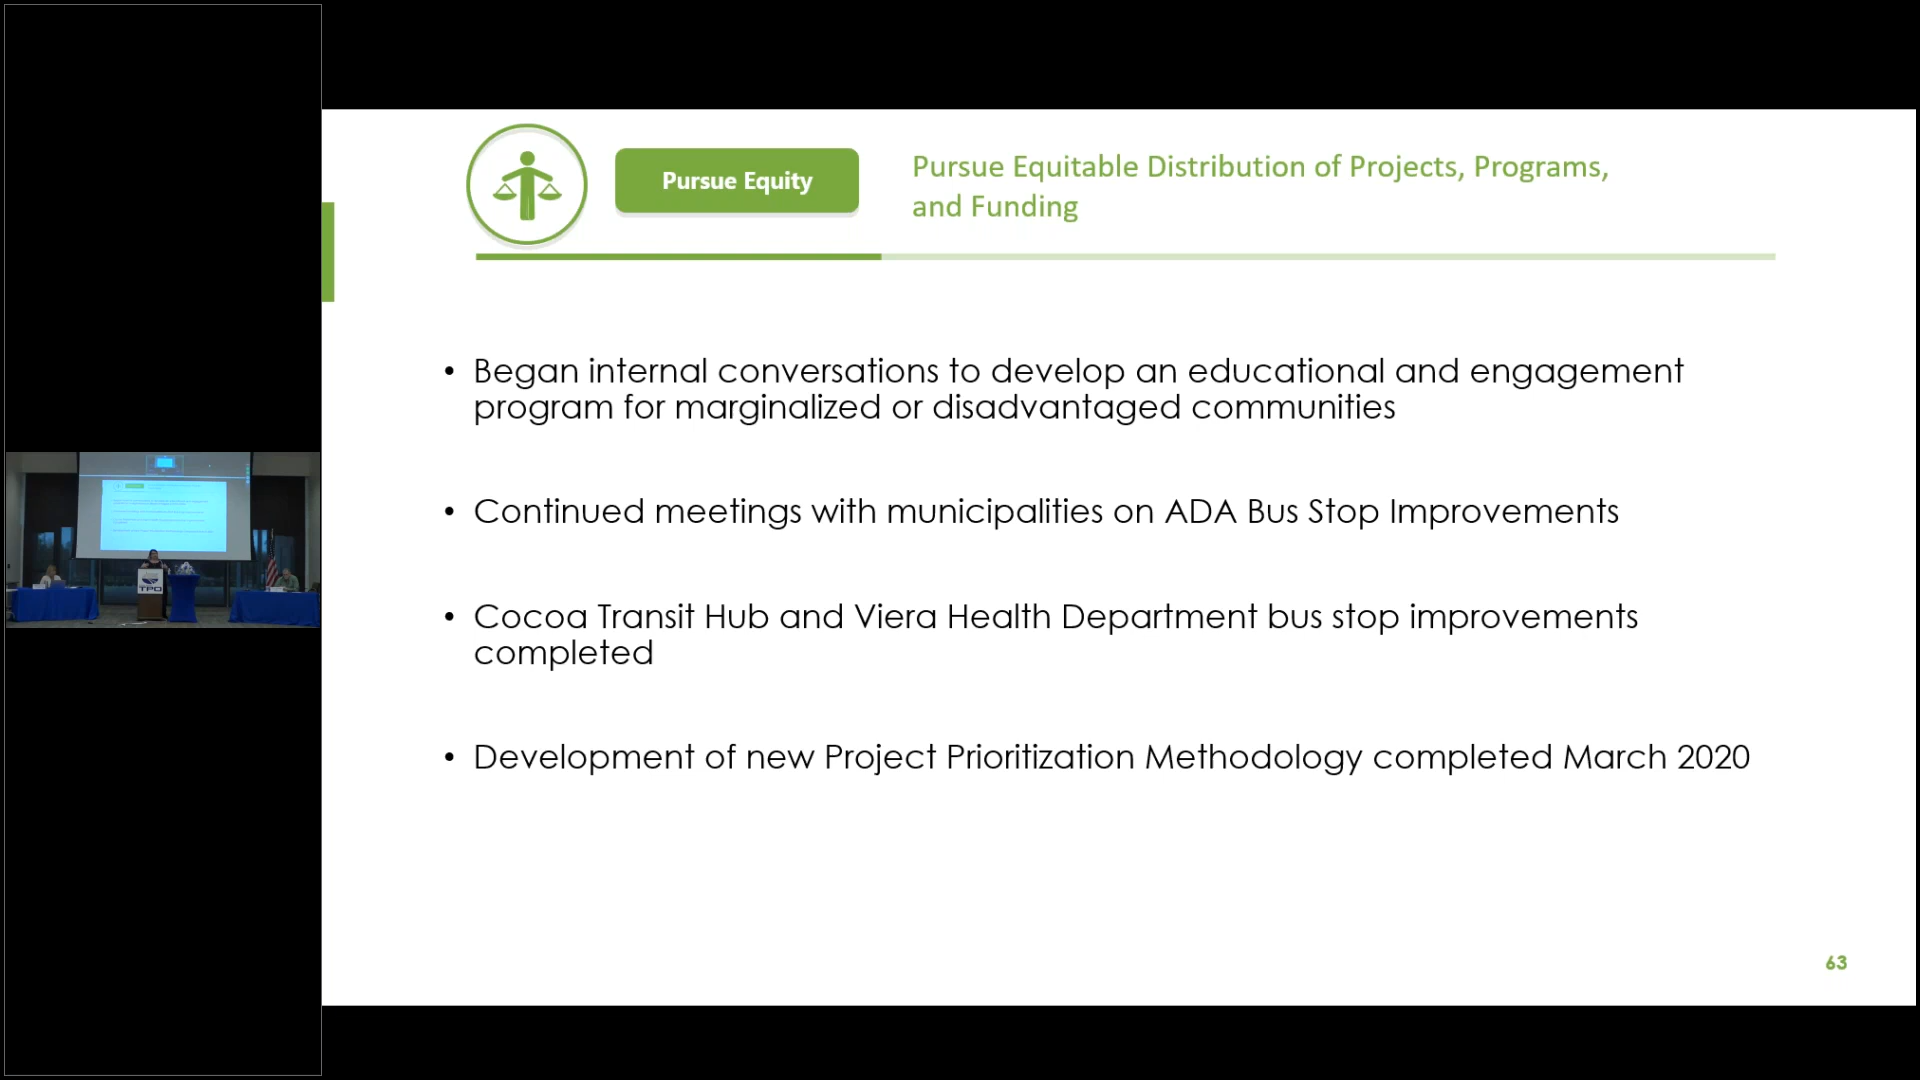 Pursue Equity
Pursue Equitable Distribution of Projects, Programs,
and Funding
• Began internal conversations to develop an educational and engagement
program for marginalized or disadvantaged communities
• Continued meetings with municipalities on ADA Bus Stop Improvements
• Cocoa Transit Hub and Viera Health Department bus stop improvements
completed
• Development of new Project Prioritization Methodology completed March 2020
63
TPO